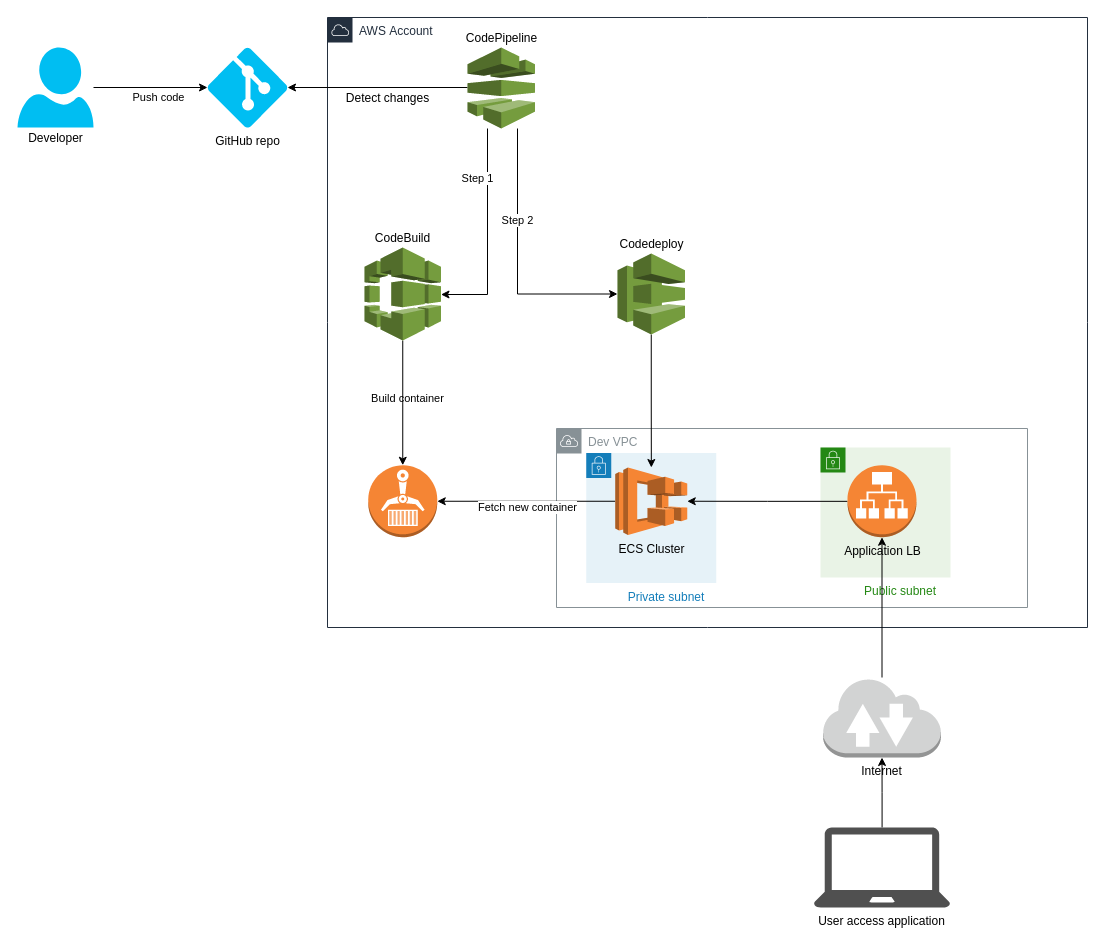 AWS Account
CodePipeline
Push code
Detect changes
Developer
GitHub repo
Step 1
Step 2
CodeBuild
Codedeploy
Build container
Dev VPC
Fetch new container
ECS Cluster
Application LB
Private subnet
Public subnet
Internet
User access application